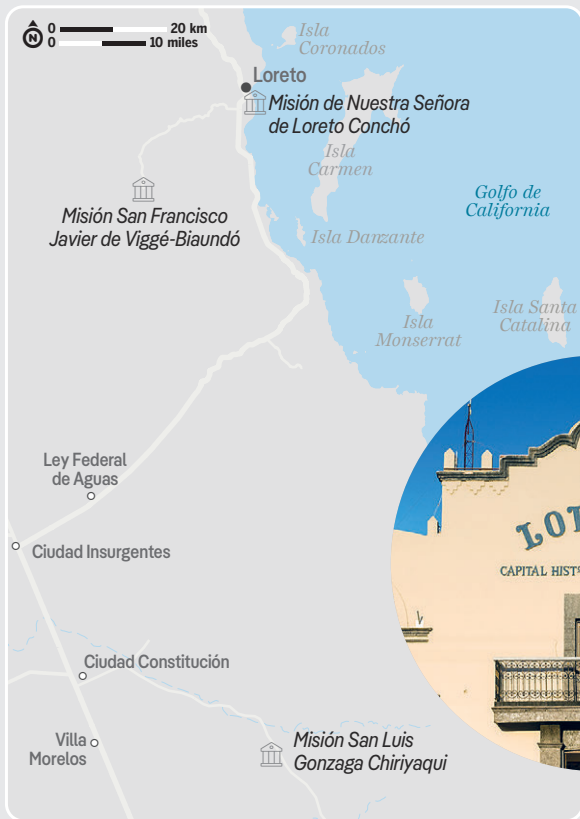 0 20 km
0 10 miles
N
Isla
Coronados
Loreto
Misión de Nuestra Señora
de Loreto Conchó
Isla
Carmen
Misión San Francisco
Javier de Viggé-Biaundó
Golfo de
California
Isla Danzante
Isla Santa
Catalina
Isla
Monserrat
Ley Federal
de Aguas
Ciudad Insurgentes
Ciudad Constitución
Villa
Morelos
Misión San Luis
Gonzaga Chiriyaqui
CAPITAL